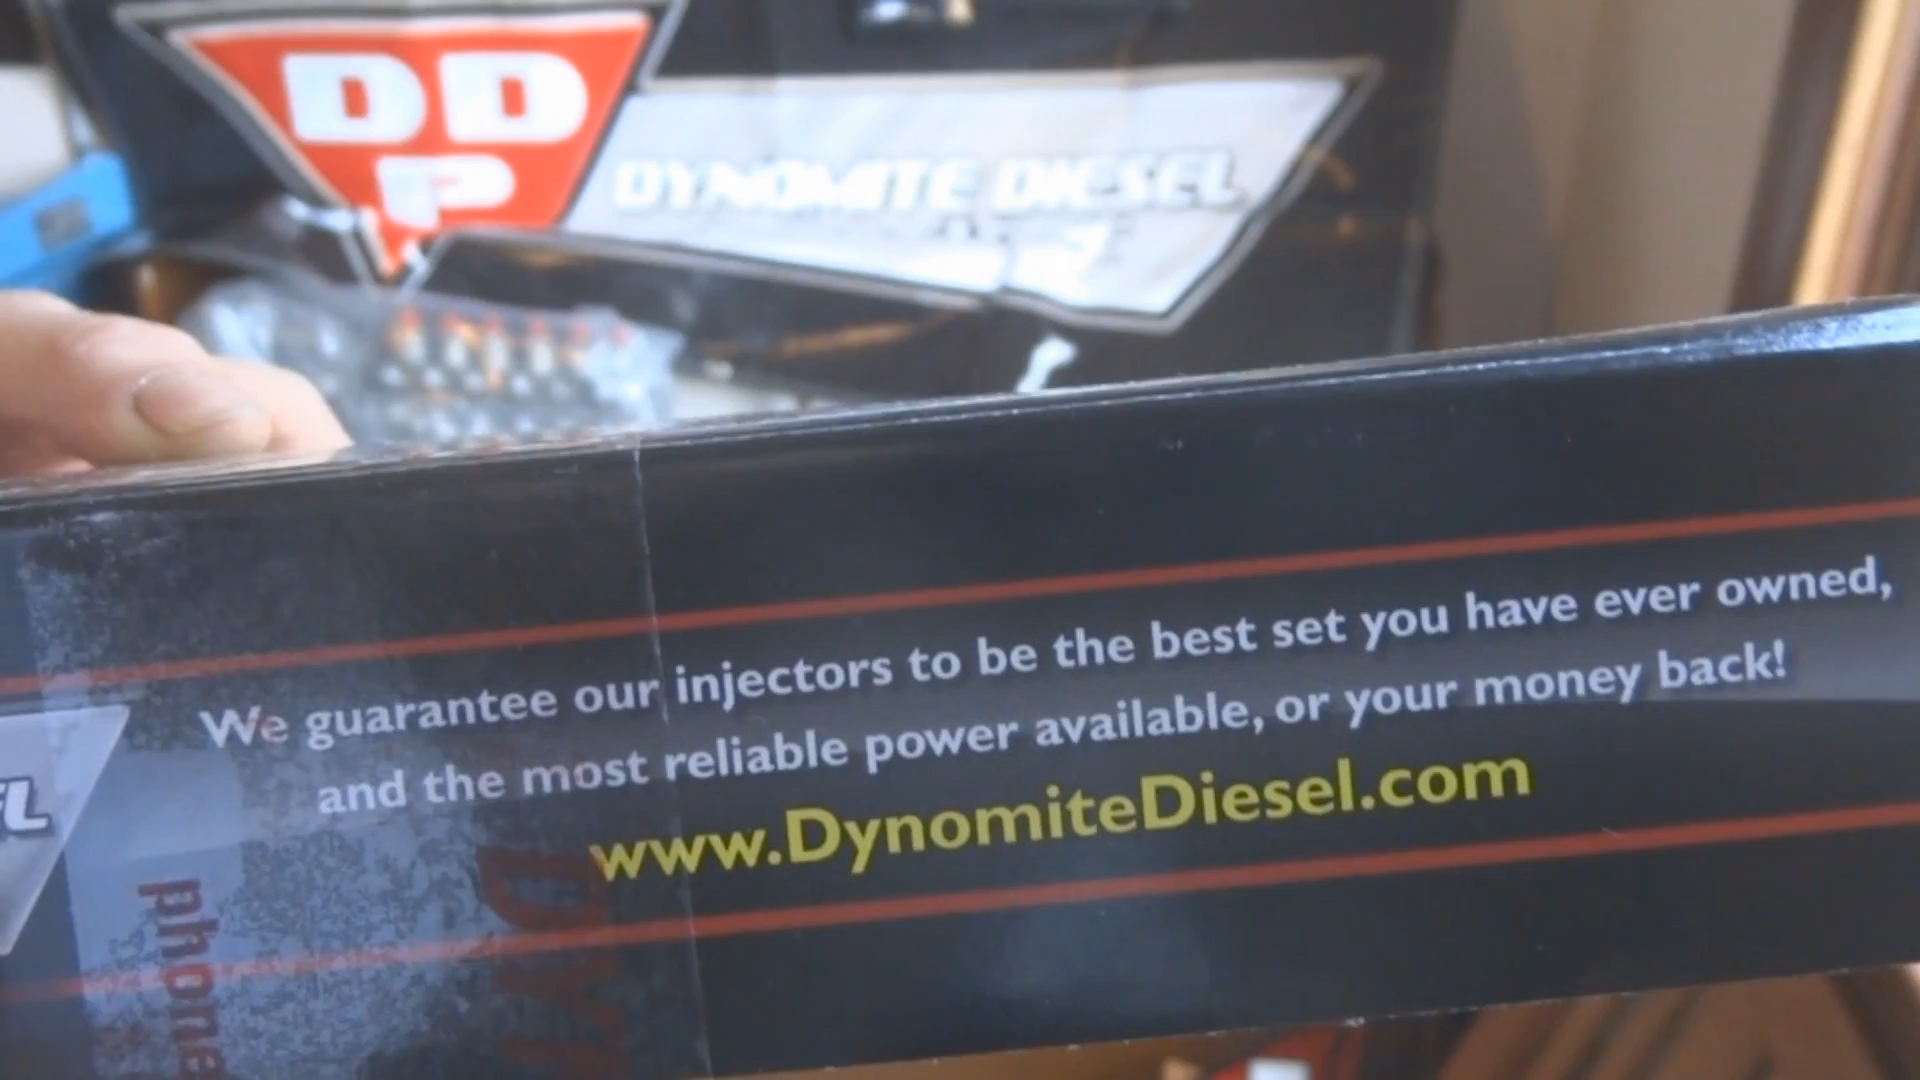 DD
P
DYNOMITE DIESEL
We guarantee our injectors to be the best set you have ever owned,
and the most reliable power available, or your money back!
www.DynomiteDiesel.com
phone